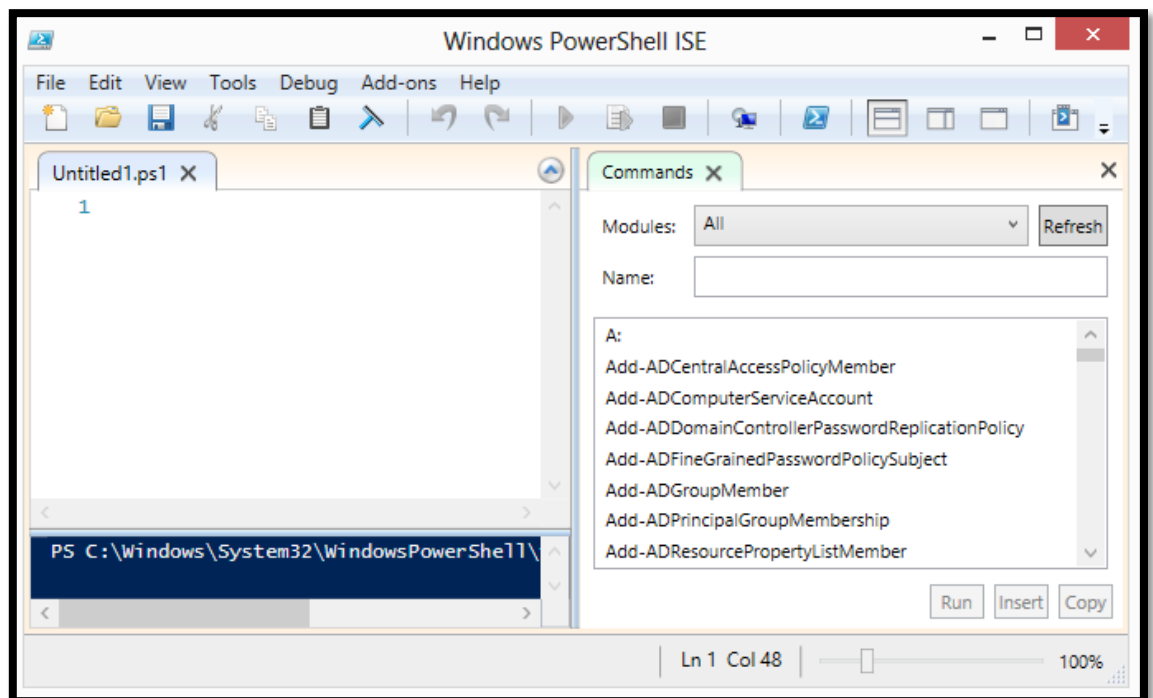 Windows PowerShell ISE
File Edit View Tools Debug Add-ons Help
Untitled1.ps1
1
PS C:\Windows\System32\WindowsPowerShell\
Commands
Modules: All Refresh
Name:
A:
Add-ADCentralAccessPolicyMember
Add-ADComputerServiceAccount
Add-ADDomainControllerPasswordReplicationPolicy
Add-ADFineGrainedPasswordPolicySubject
Add-ADGroupMember
Add-ADPrincipalGroupMembership
Add-ADResourcePropertyListMember
Run Insert Copy
Ln 1 Col 48 100%